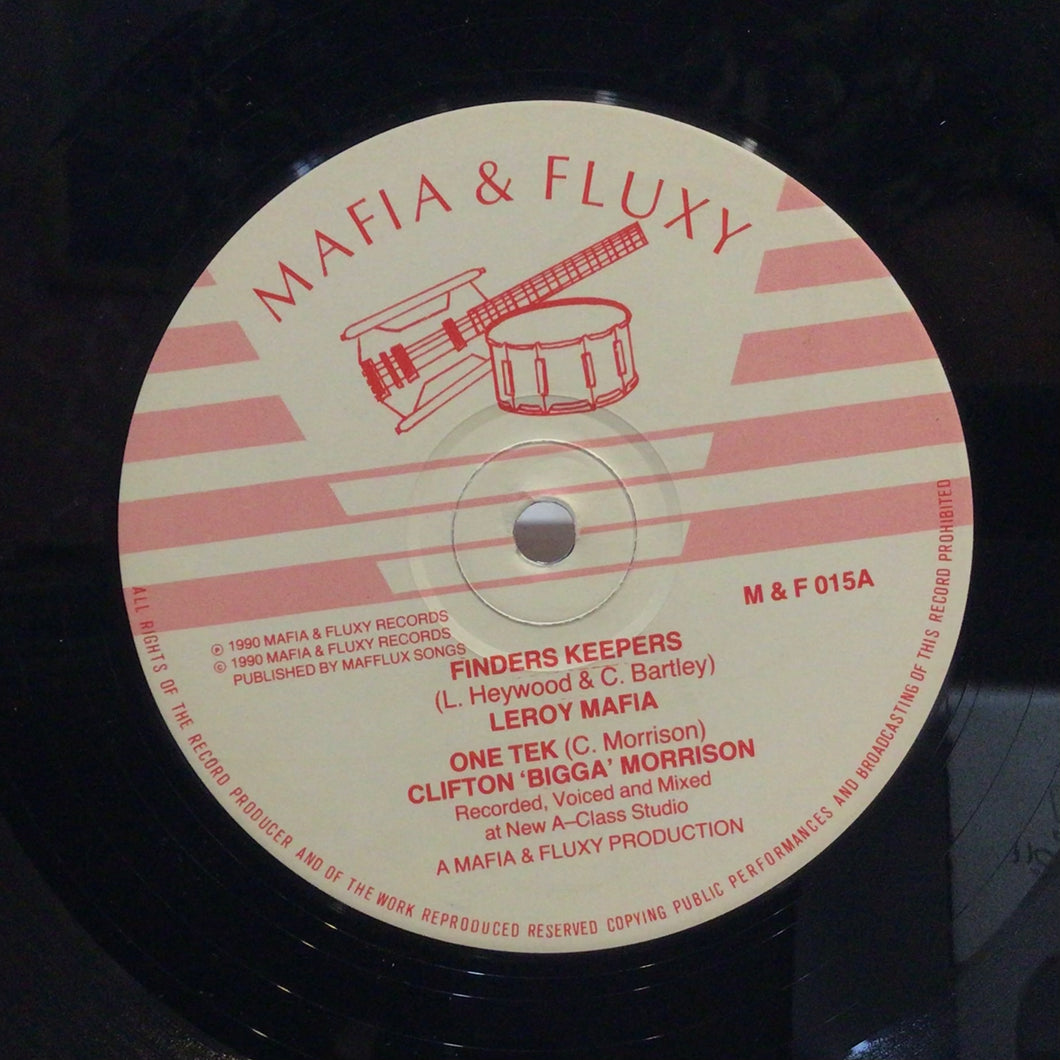 MAFIA & FLUXY
M & F 015A
℗ 1990 MAFIA & FLUXY RECORDS
© 1990 MAFIA & FLUXY RECORDS
PUBLISHED BY MAFFLUX SONGS
FINDERS KEEPERS
(L. Heywood & C. Bartley)
LEROY MAFIA
ONE TEK (C. Morrison)
CLIFTON ‘BIGGA’ MORRISON
Recorded, Voiced and Mixed
at New A–Class Studio
A MAFIA & FLUXY PRODUCTION
ALL RIGHTS OF THE RECORD PRODUCER AND OF THE WORK REPRODUCED RESERVED COPYING PUBLIC PERFORMANCES AND BROADCASTING OF THIS RECORD PROHIBITED